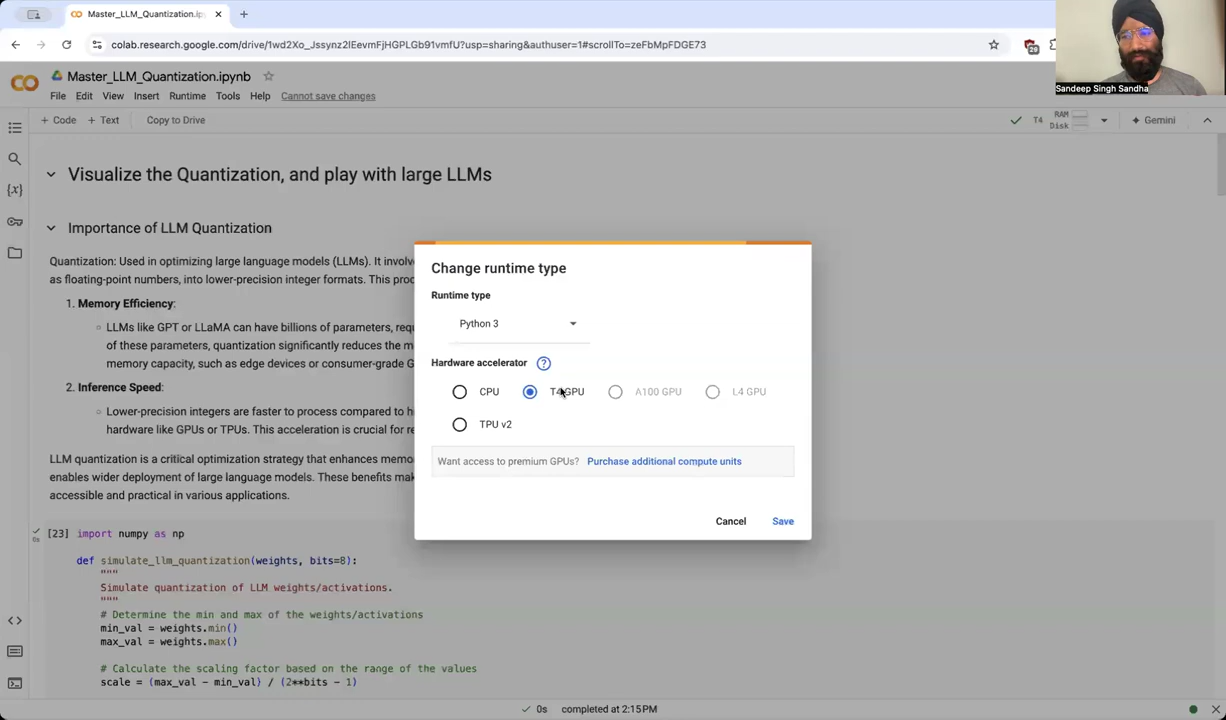 Master_LLM_Quantization.ip
colab.research.google.com/drive/1wd2Xo_Jssynz2lEevmFjHGPLGb91vmfU?usp=sharing&authuser=1#scrollTo=zeFbMpFDGE73
29
Sandeep Singh Sandha
Master_LLM_Quantization.ipynb
File Edit View Insert Runtime Tools Help Cannot save changes
+ Code + Text Copy to Drive
T4 RAM Disk Gemini
Visualize the Quantization, and play with large LLMs
Importance of LLM Quantization
Quantization: Used in optimizing large language models (LLMs). It involv
as floating-point numbers, into lower-precision integer formats. This proc
1. Memory Efficiency:
LLMs like GPT or LLaMA can have billions of parameters, requ
of these parameters, quantization significantly reduces the m
memory capacity, such as edge devices or consumer-grade G
2. Inference Speed:
Lower-precision integers are faster to process compared to h
hardware like GPUs or TPUs. This acceleration is crucial for re
LLM quantization is a critical optimization strategy that enhances memo
enables wider deployment of large language models. These benefits mak
accessible and practical in various applications.
Change runtime type
Runtime type
Python 3
Hardware accelerator ?
CPU T4 GPU A100 GPU L4 GPU
TPU v2
Want access to premium GPUs? Purchase additional compute units
Cancel Save
0s
[23] import numpy as np
def simulate_llm_quantization(weights, bits=8):
"""
Simulate quantization of LLM weights/activations.
"""
# Determine the min and max of the weights/activations
min_val = weights.min()
max_val = weights.max()
# Calculate the scaling factor based on the range of the values
scale = (max_val - min_val) / (2**bits - 1)
0s completed at 2:15PM